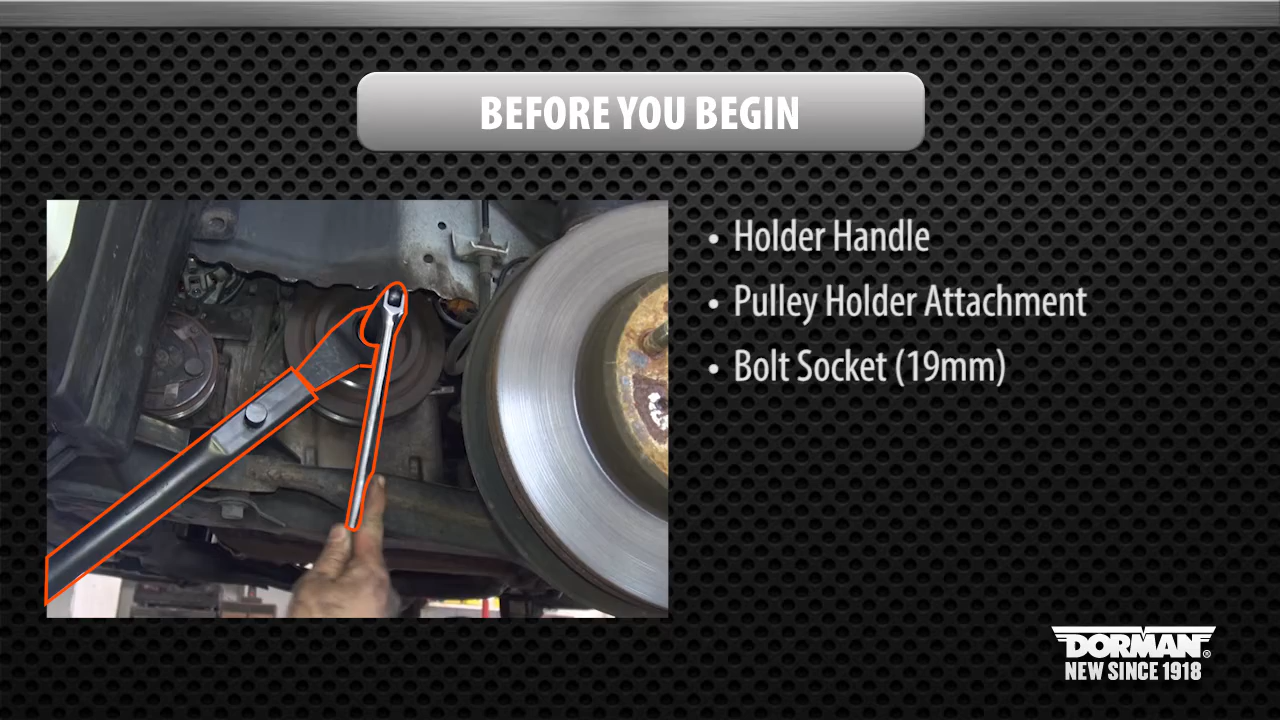 BEFORE YOU BEGIN
• Holder Handle
• Pulley Holder Attachment
• Bolt Socket (19mm)
DORMAN®
NEW SINCE 1918